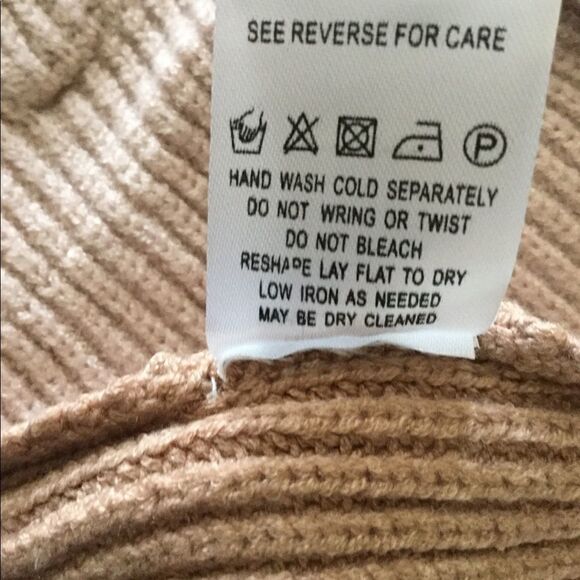 SEE REVERSE FOR CARE
P
HAND WASH COLD SEPARATELY
DO NOT WRING OR TWIST
DO NOT BLEACH
RESHAPE LAY FLAT TO DRY
LOW IRON AS NEEDED
MAY BE DRY CLEANED